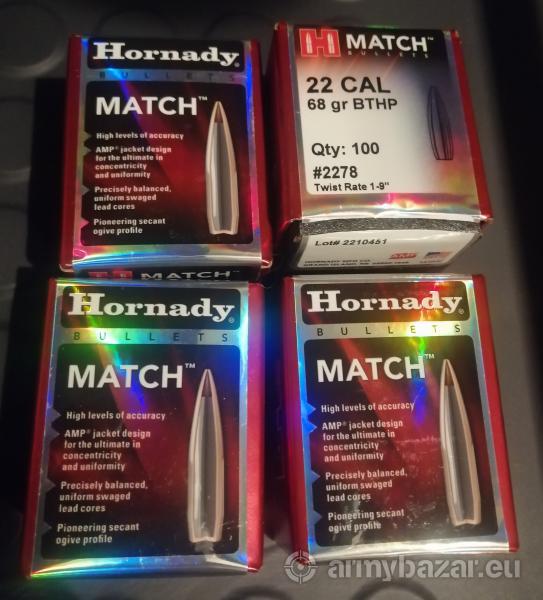 Hornady®
BULLETS
MATCH™
High levels of accuracy
AMP® jacket design
for the ultimate in
concentricity
and uniformity
Precisely balanced,
uniform swaged
lead cores
Pioneering secant
ogive profile
H MATCH™
BULLETS
22 CAL
68 gr BTHP
Qty: 100
#2278
Twist Rate 1-9"
Lot# 2210451
AMP
MATCH
Hornady®
BULLETS
MATCH™
High levels of accuracy
AMP® jacket design
for the ultimate in
concentricity
and uniformity
Precisely balanced,
uniform swaged
lead cores
Pioneering secant
ogive profile
Hornady®
BULLETS
MATCH™
High levels of accuracy
AMP® jacket design
for the ultimate in
concentricity
and uniformity
Precisely balanced,
uniform swaged
lead cores
Pioneering secant
ogive profile
armybazar.eu